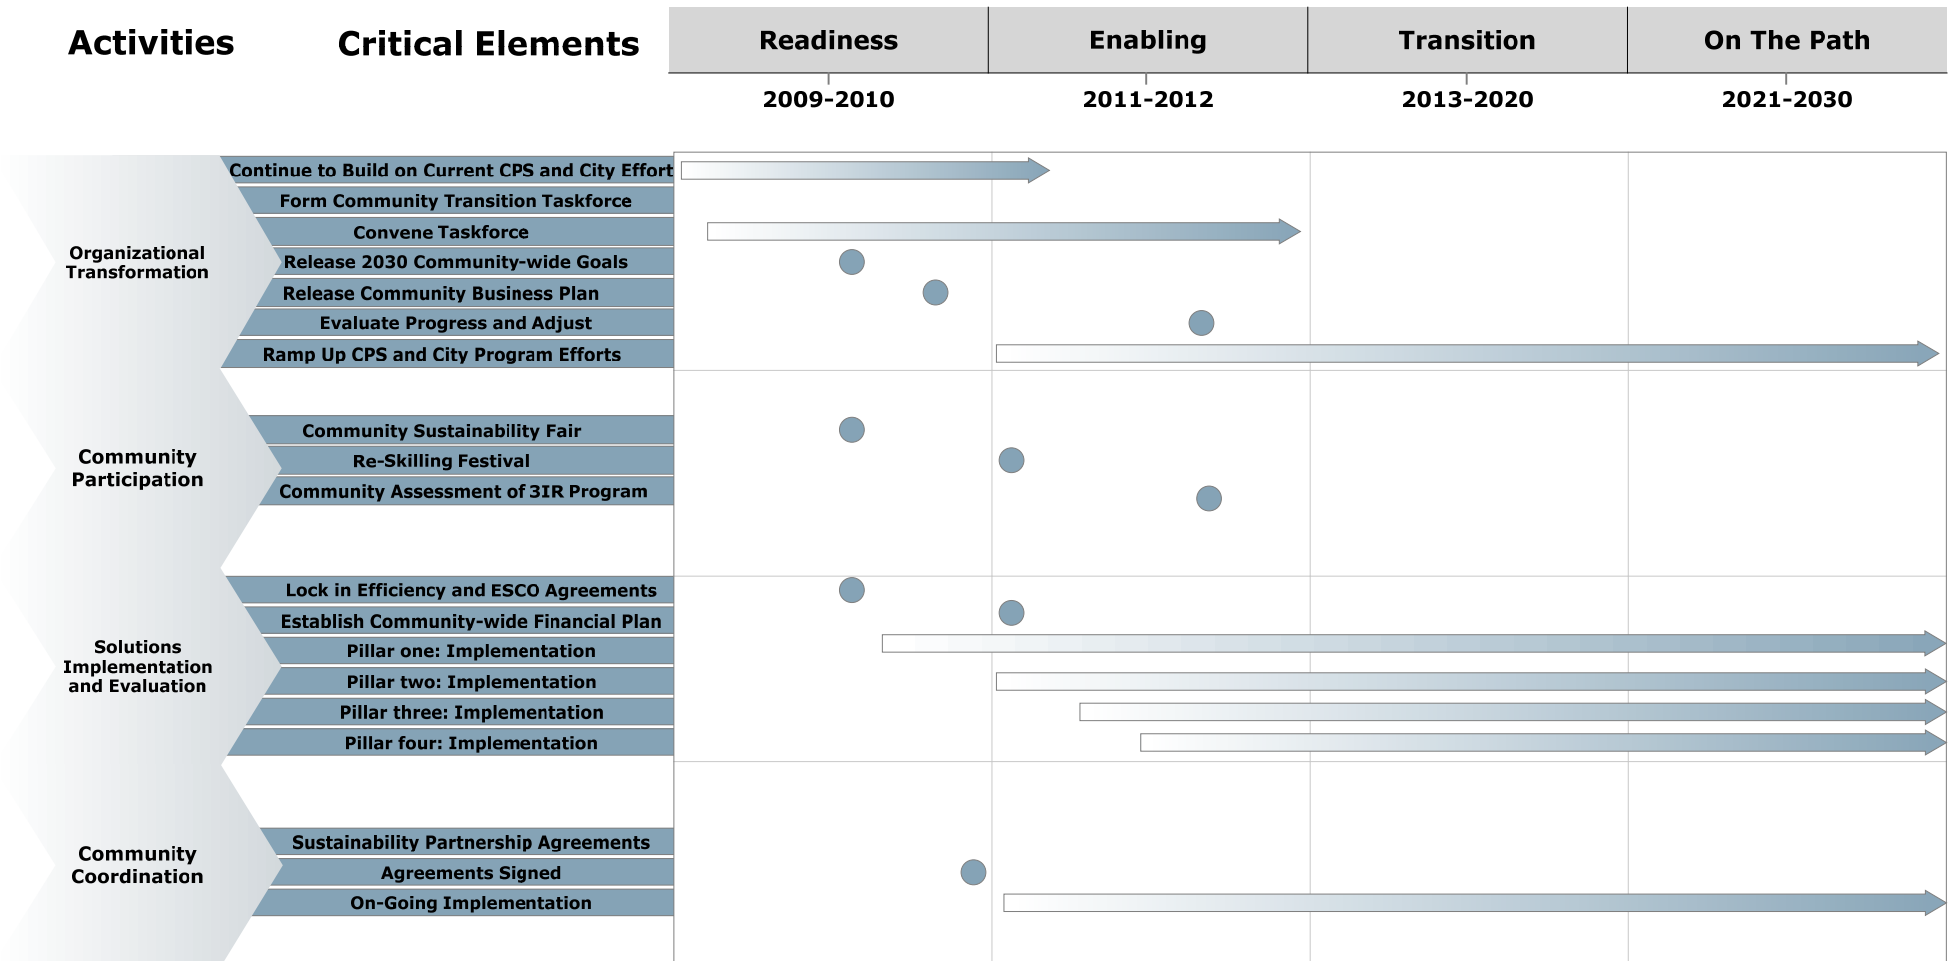 Activities
Critical Elements
Readiness
Enabling
Transition
On The Path
2009-2010
2011-2012
2013-2020
2021-2030
Organizational
Transformation
Continue to Build on Current CPS and City Effort
Form Community Transition Taskforce
Convene Taskforce
Release 2030 Community-wide Goals
Release Community Business Plan
Evaluate Progress and Adjust
Ramp Up CPS and City Program Efforts
Community
Participation
Community Sustainability Fair
Re-Skilling Festival
Community Assessment of 3IR Program
Solutions
Implementation
and Evaluation
Lock in Efficiency and ESCO Agreements
Establish Community-wide Financial Plan
Pillar one: Implementation
Pillar two: Implementation
Pillar three: Implementation
Pillar four: Implementation
Community
Coordination
Sustainability Partnership Agreements
Agreements Signed
On-Going Implementation